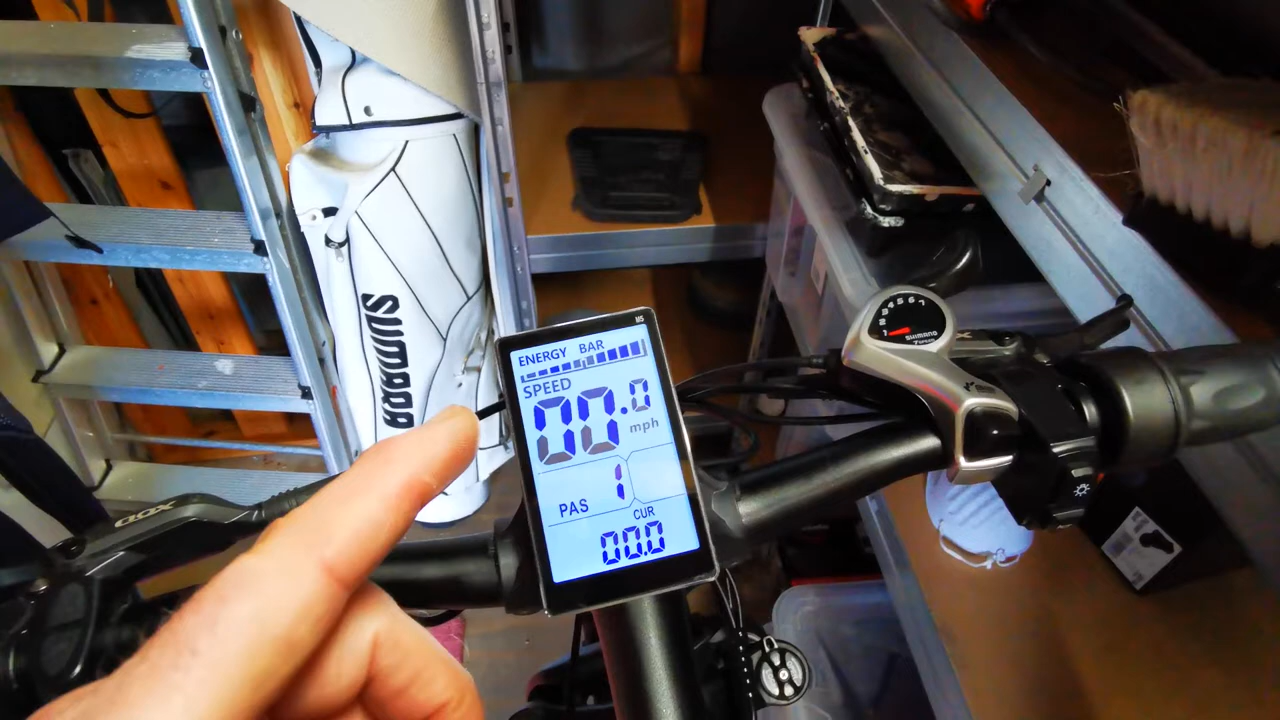 M5
ENERGY BAR
SPEED
00.0
mph
PAS 1
CUR
00.0
1 2 3 4 5 6 7
SHIMANO
Tourney
XOD